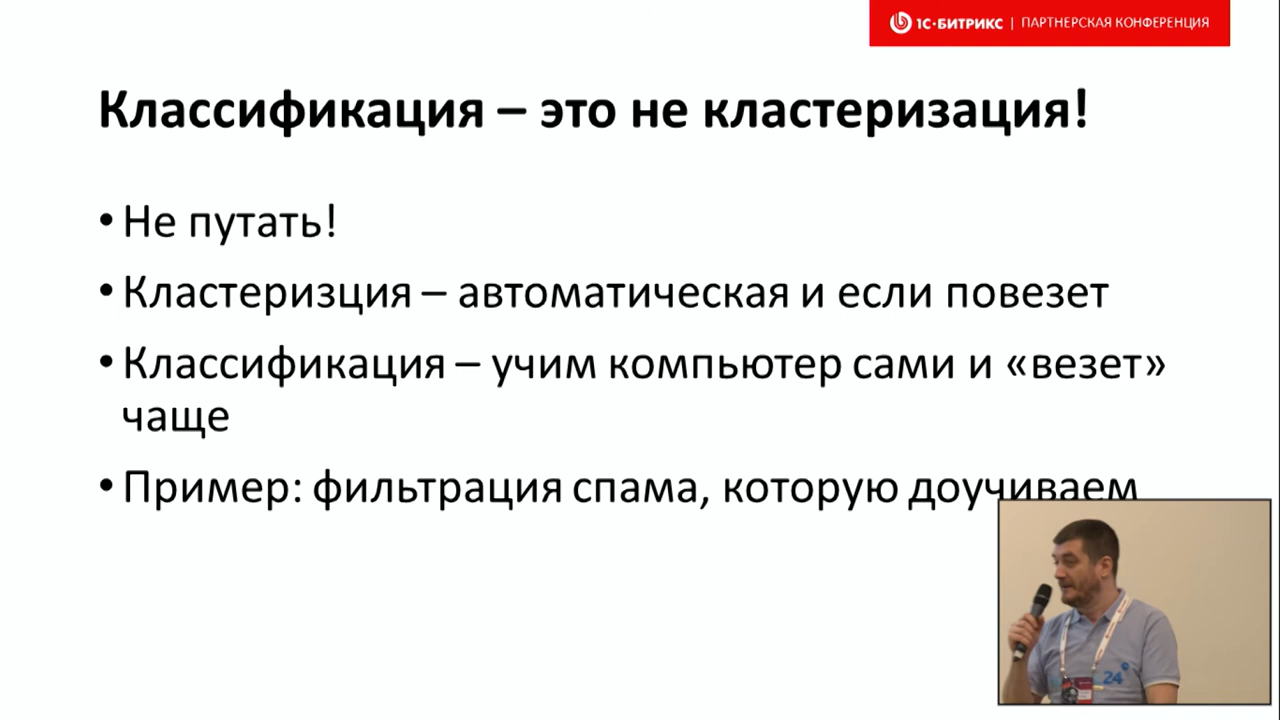 1С-БИТРИКС | ПАРТНЕРСКАЯ КОНФЕРЕНЦИЯ
Классификация – это не кластеризация!
• Не путать!
• Кластеризция – автоматическая и если повезет
• Классификация – учим компьютер сами и «везет»
чаще
• Пример: фильтрация спама, которую доучиваем
24